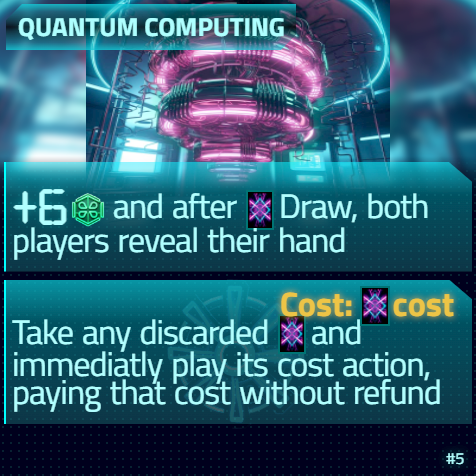 QUANTUM COMPUTING
+6 and after Draw, both
players reveal their hand
Cost: cost
Take any discarded and
immediatly play its cost action,
paying that cost without refund
#5